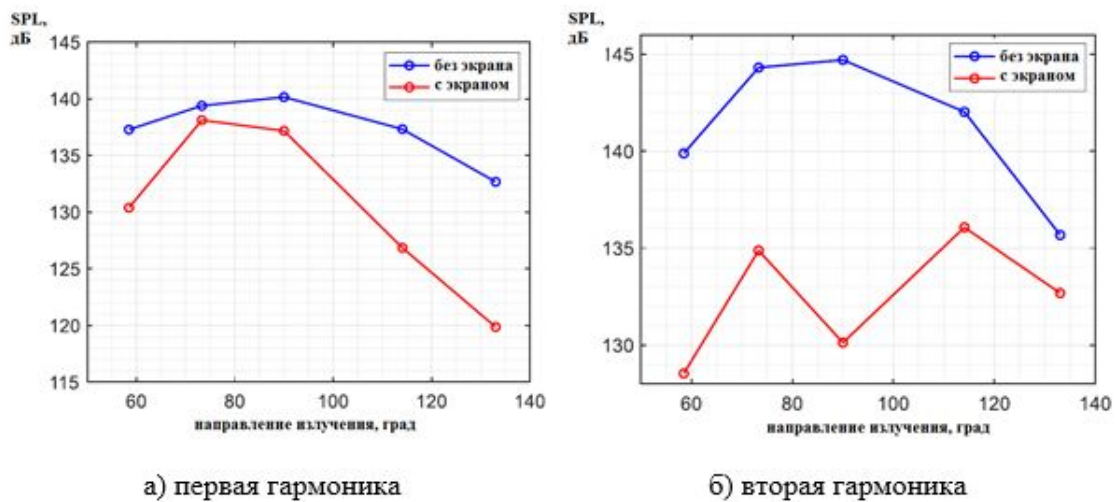 SPL,
дБ
145
140
135
130
125
120
115
без экрана
с экраном
60
80
100
120
140
направление излучения, град
а) первая гармоника
SPL,
дБ
145
140
135
130
без экрана
с экраном
60
80
100
120
140
направление излучения, град
б) вторая гармоника